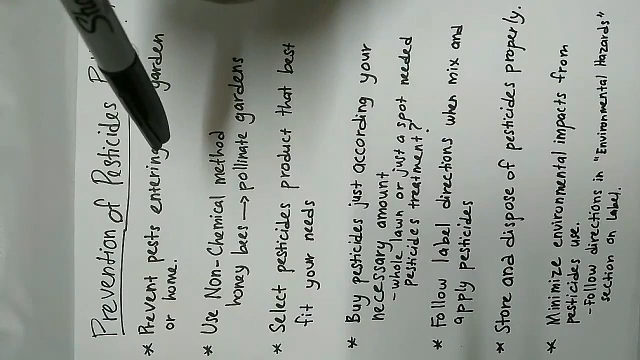 Prevention of Pesticides
* Prevent pests entering garden
or home.
* Use Non-Chemical method
honey bees → pollinate gardens
* Select pesticides product that best
fit your needs
* Buy pesticides just according your
necessary amount
- whole lawn or just a spot needed
pesticides treatment?
* Follow label directions when mix and
apply pesticides
* Store and dispose of pesticides properly.
* Minimize environmental impacts from
pesticides use.
- Follow directions in "Environmental Hazards"
section on label.